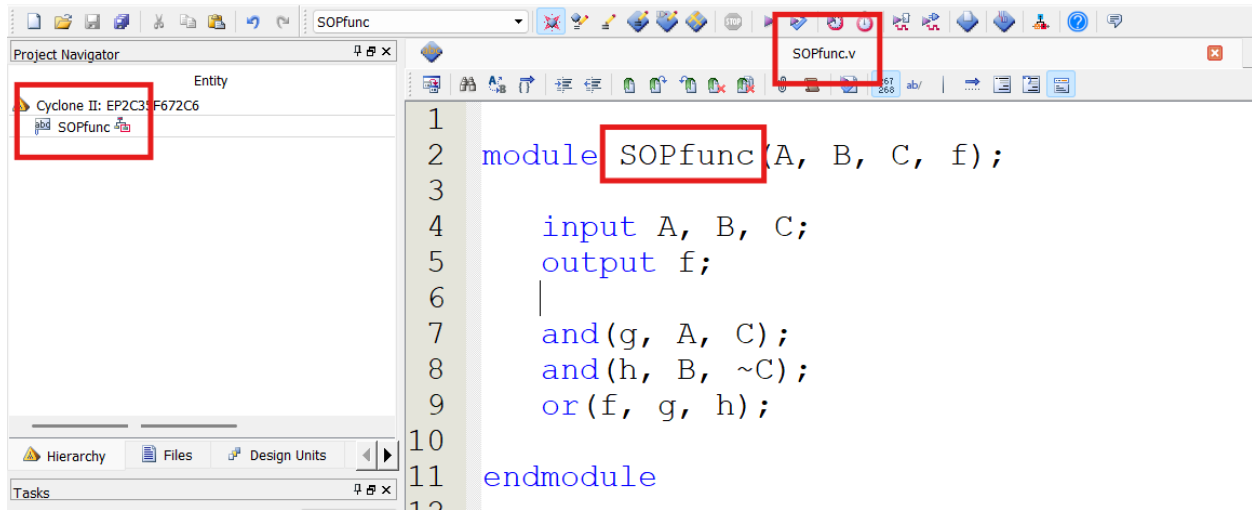 SOPfunc
Project Navigator
SOPfunc.v
Entity
Cyclone II: EP2C35F672C6
SOPfunc
267
268
ab/
1
2 module SOPfunc(A, B, C, f);
3
4 input A, B, C;
5 output f;
6
7 and(g, A, C);
8 and(h, B, ~C);
9 or(f, g, h);
10
11 endmodule
12
Hierarchy Files Design Units
Tasks